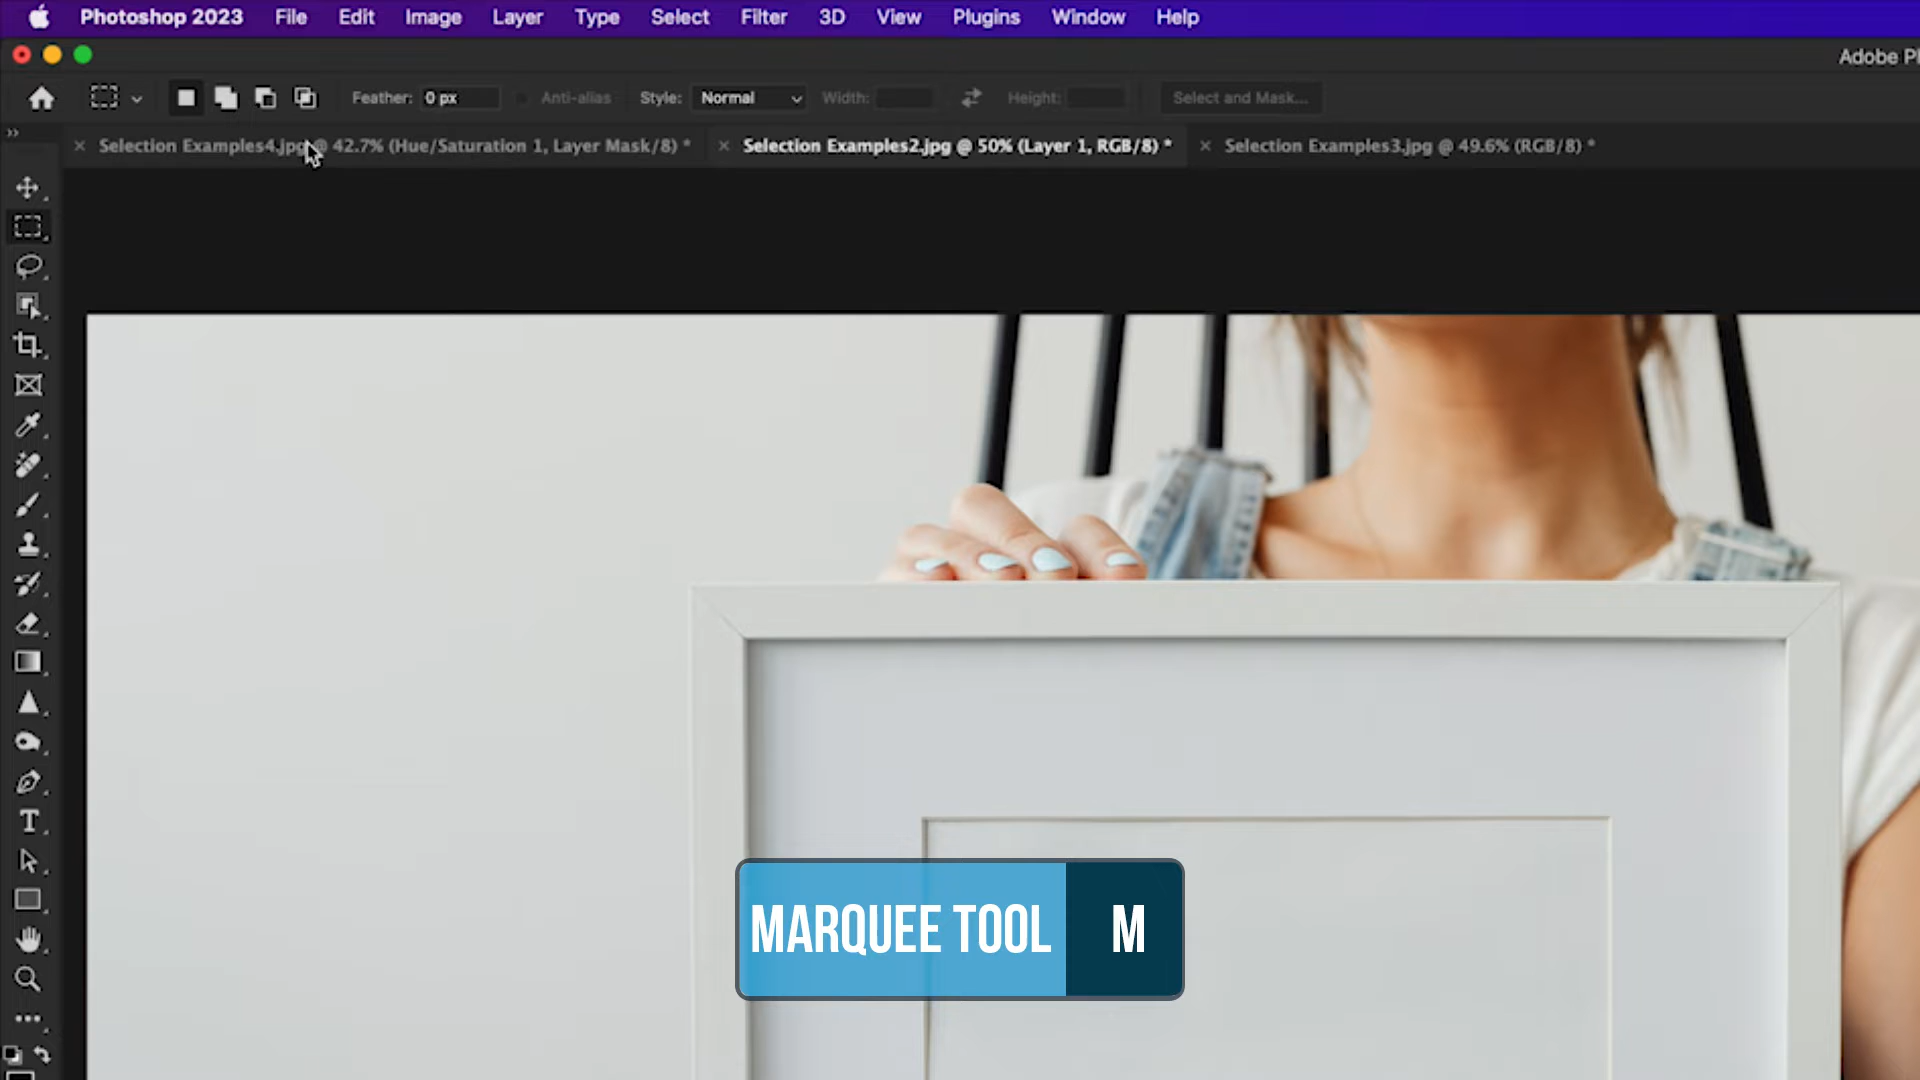 Photoshop 2023 File Edit Image Layer Type Select Filter 3D View Plugins Window Help
Feather: 0 px Anti-alias Style: Normal Width: Height: Select and Mask...
Selection Examples4.jpg @ 42.7% (Hue/Saturation 1, Layer Mask/8) * Selection Examples2.jpg @ 50% (Layer 1, RGB/8) * Selection Examples3.jpg @ 49.6% (RGB/8) *
MARQUEE TOOL M